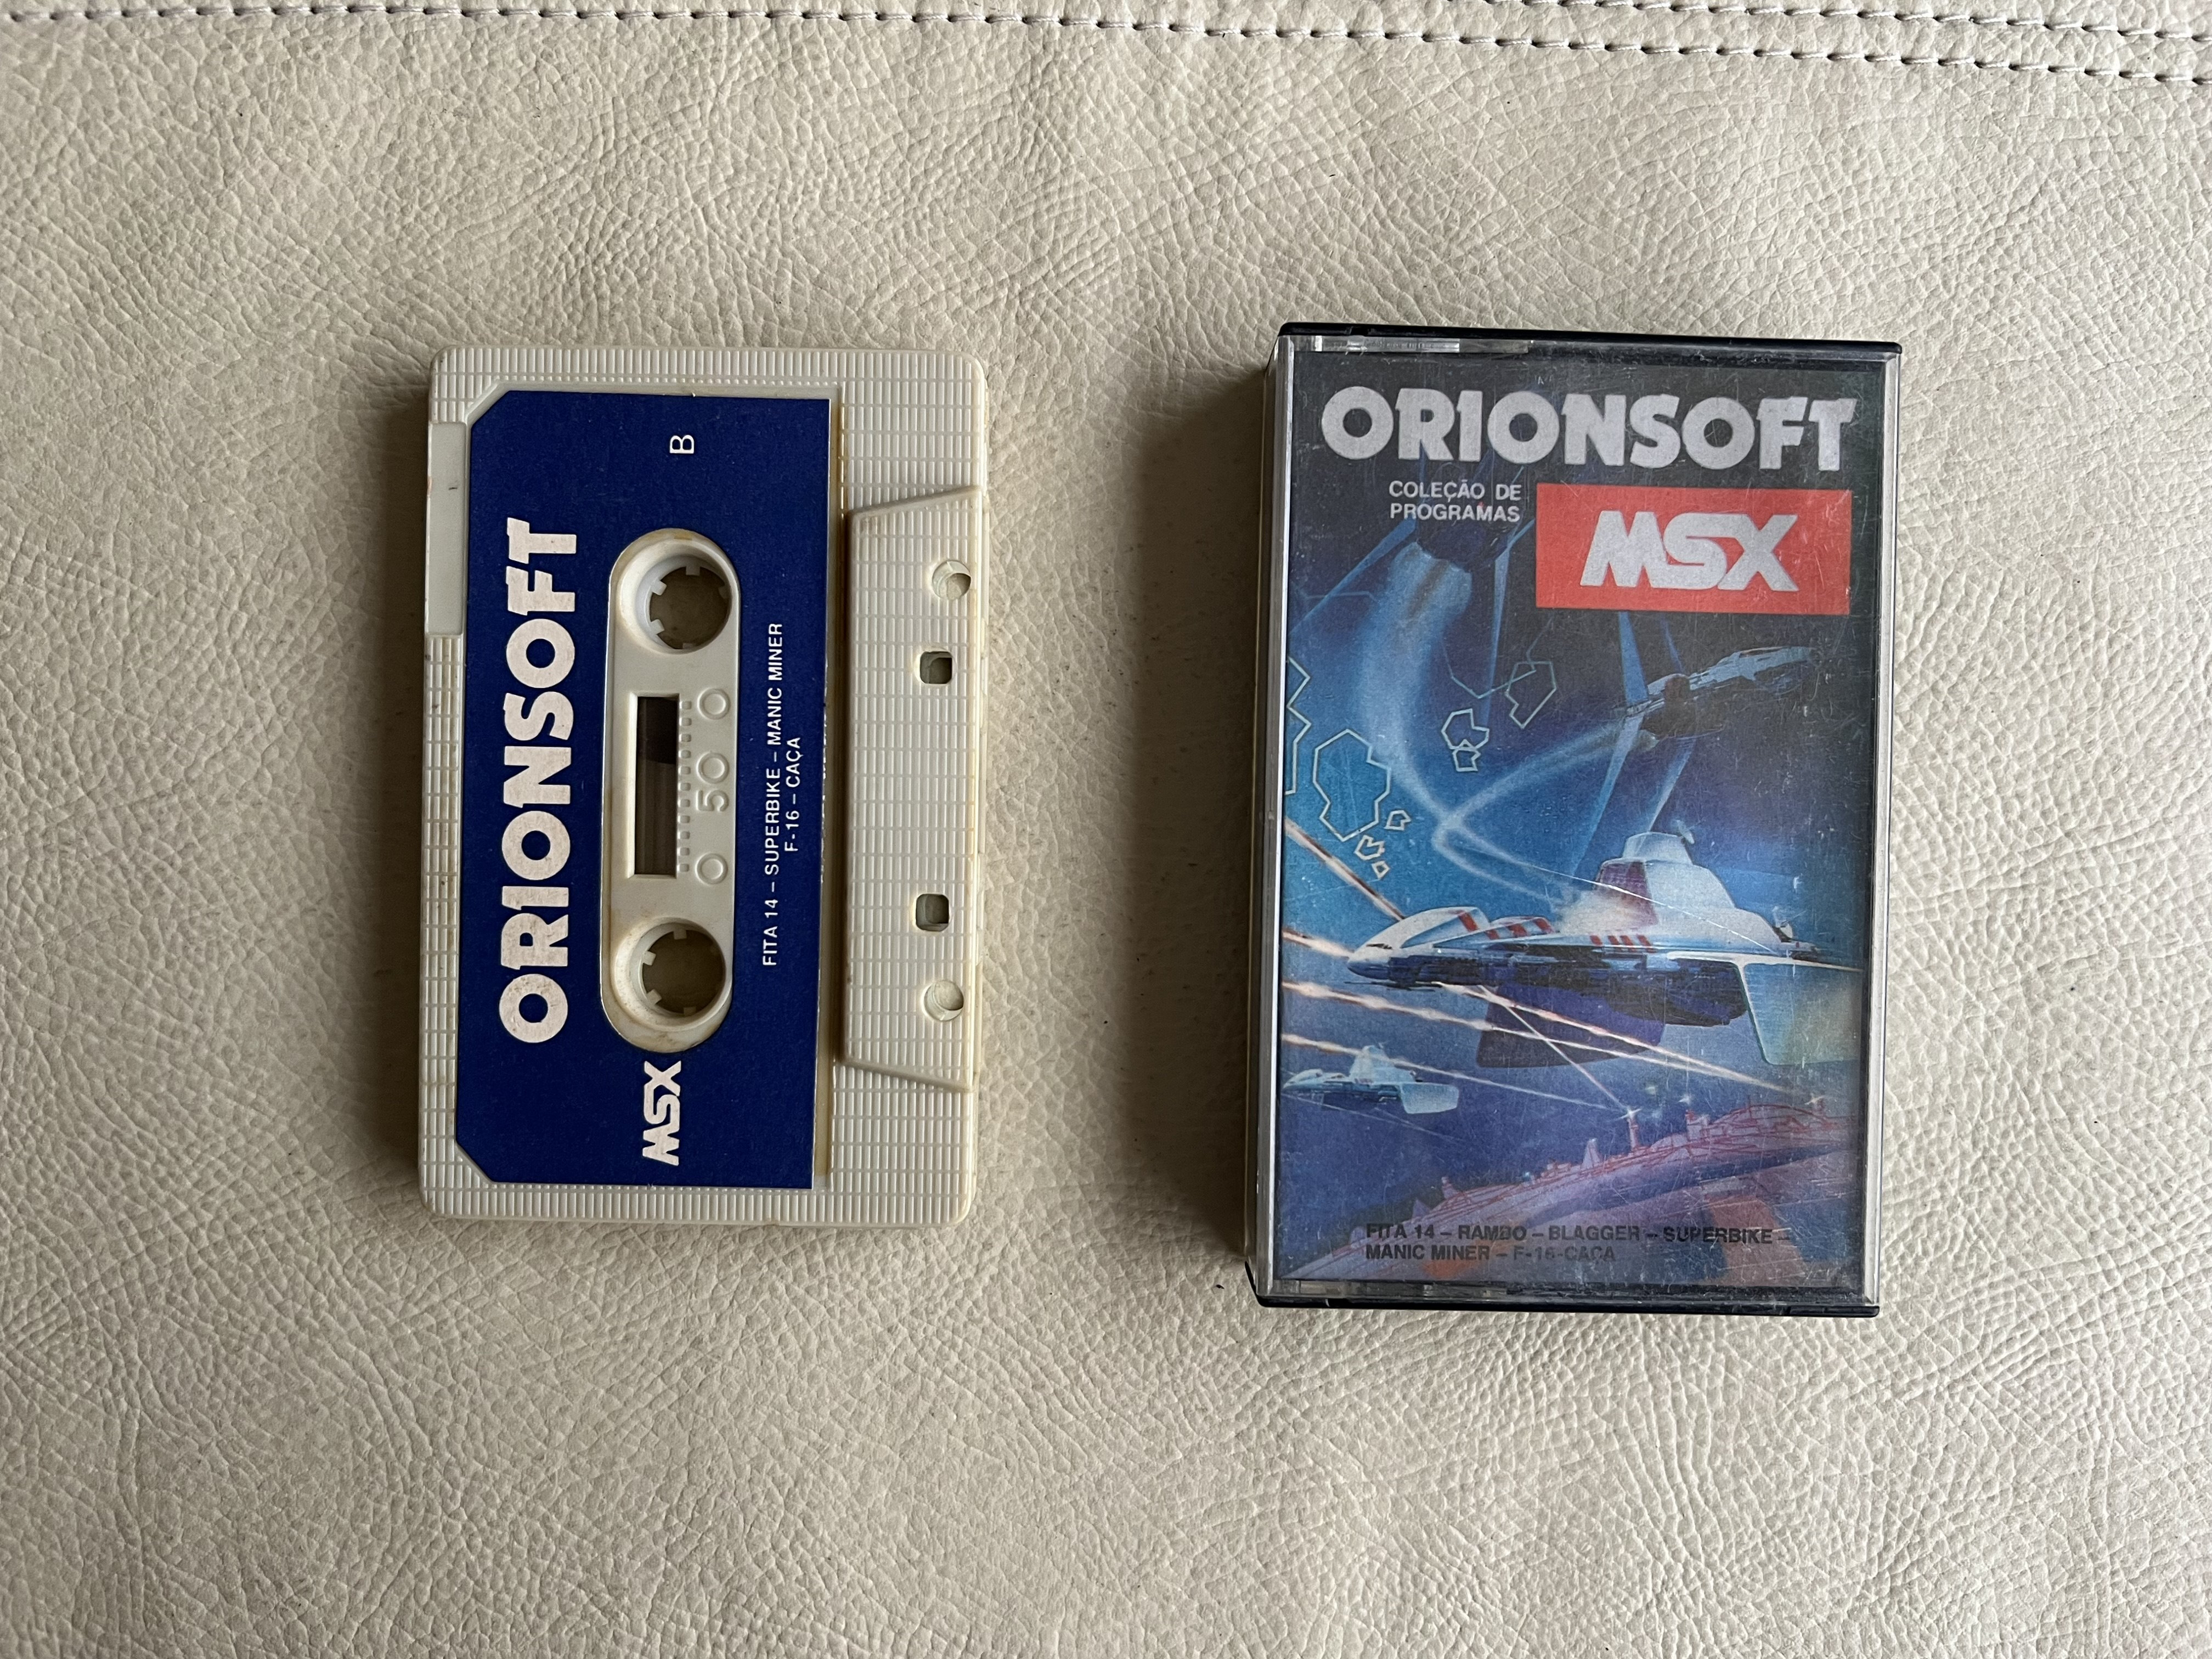 ORIONSOFT
B
MSX
O 50 O
FITA 14 – SUPERBIKE – MANIC MINER
F-16 – CAÇA
ORIONSOFT
COLEÇÃO DE
PROGRAMAS
MSX
FITA 14 – RAMBO – BLAGGER – SUPERBIKE –
MANIC MINER – F-16-CAÇA